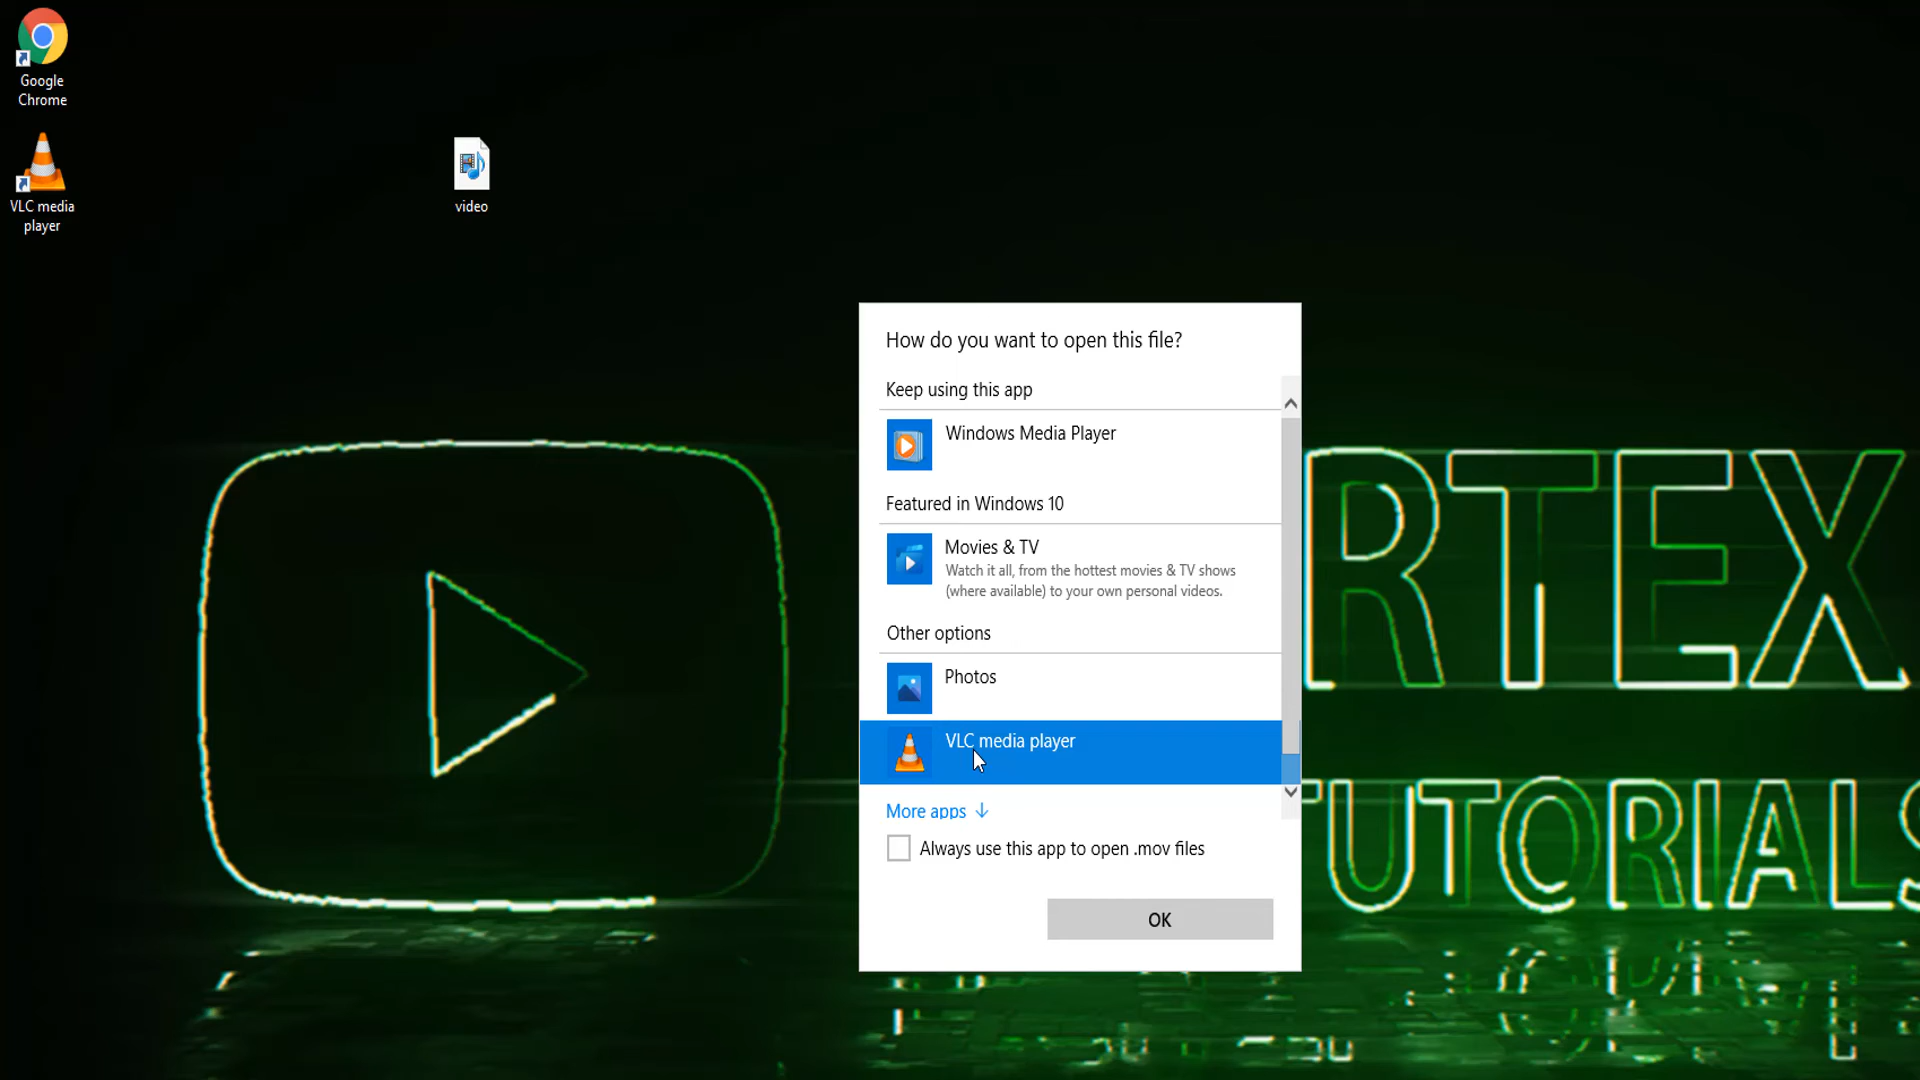 Google
Chrome
VLC media
player
video
How do you want to open this file?
Keep using this app
Windows Media Player
Featured in Windows 10
Movies & TV
Watch it all, from the hottest movies & TV shows
(where available) to your own personal videos.
Other options
Photos
VLC media player
More apps
Always use this app to open .mov files
OK
RTEX
TUTORIALS